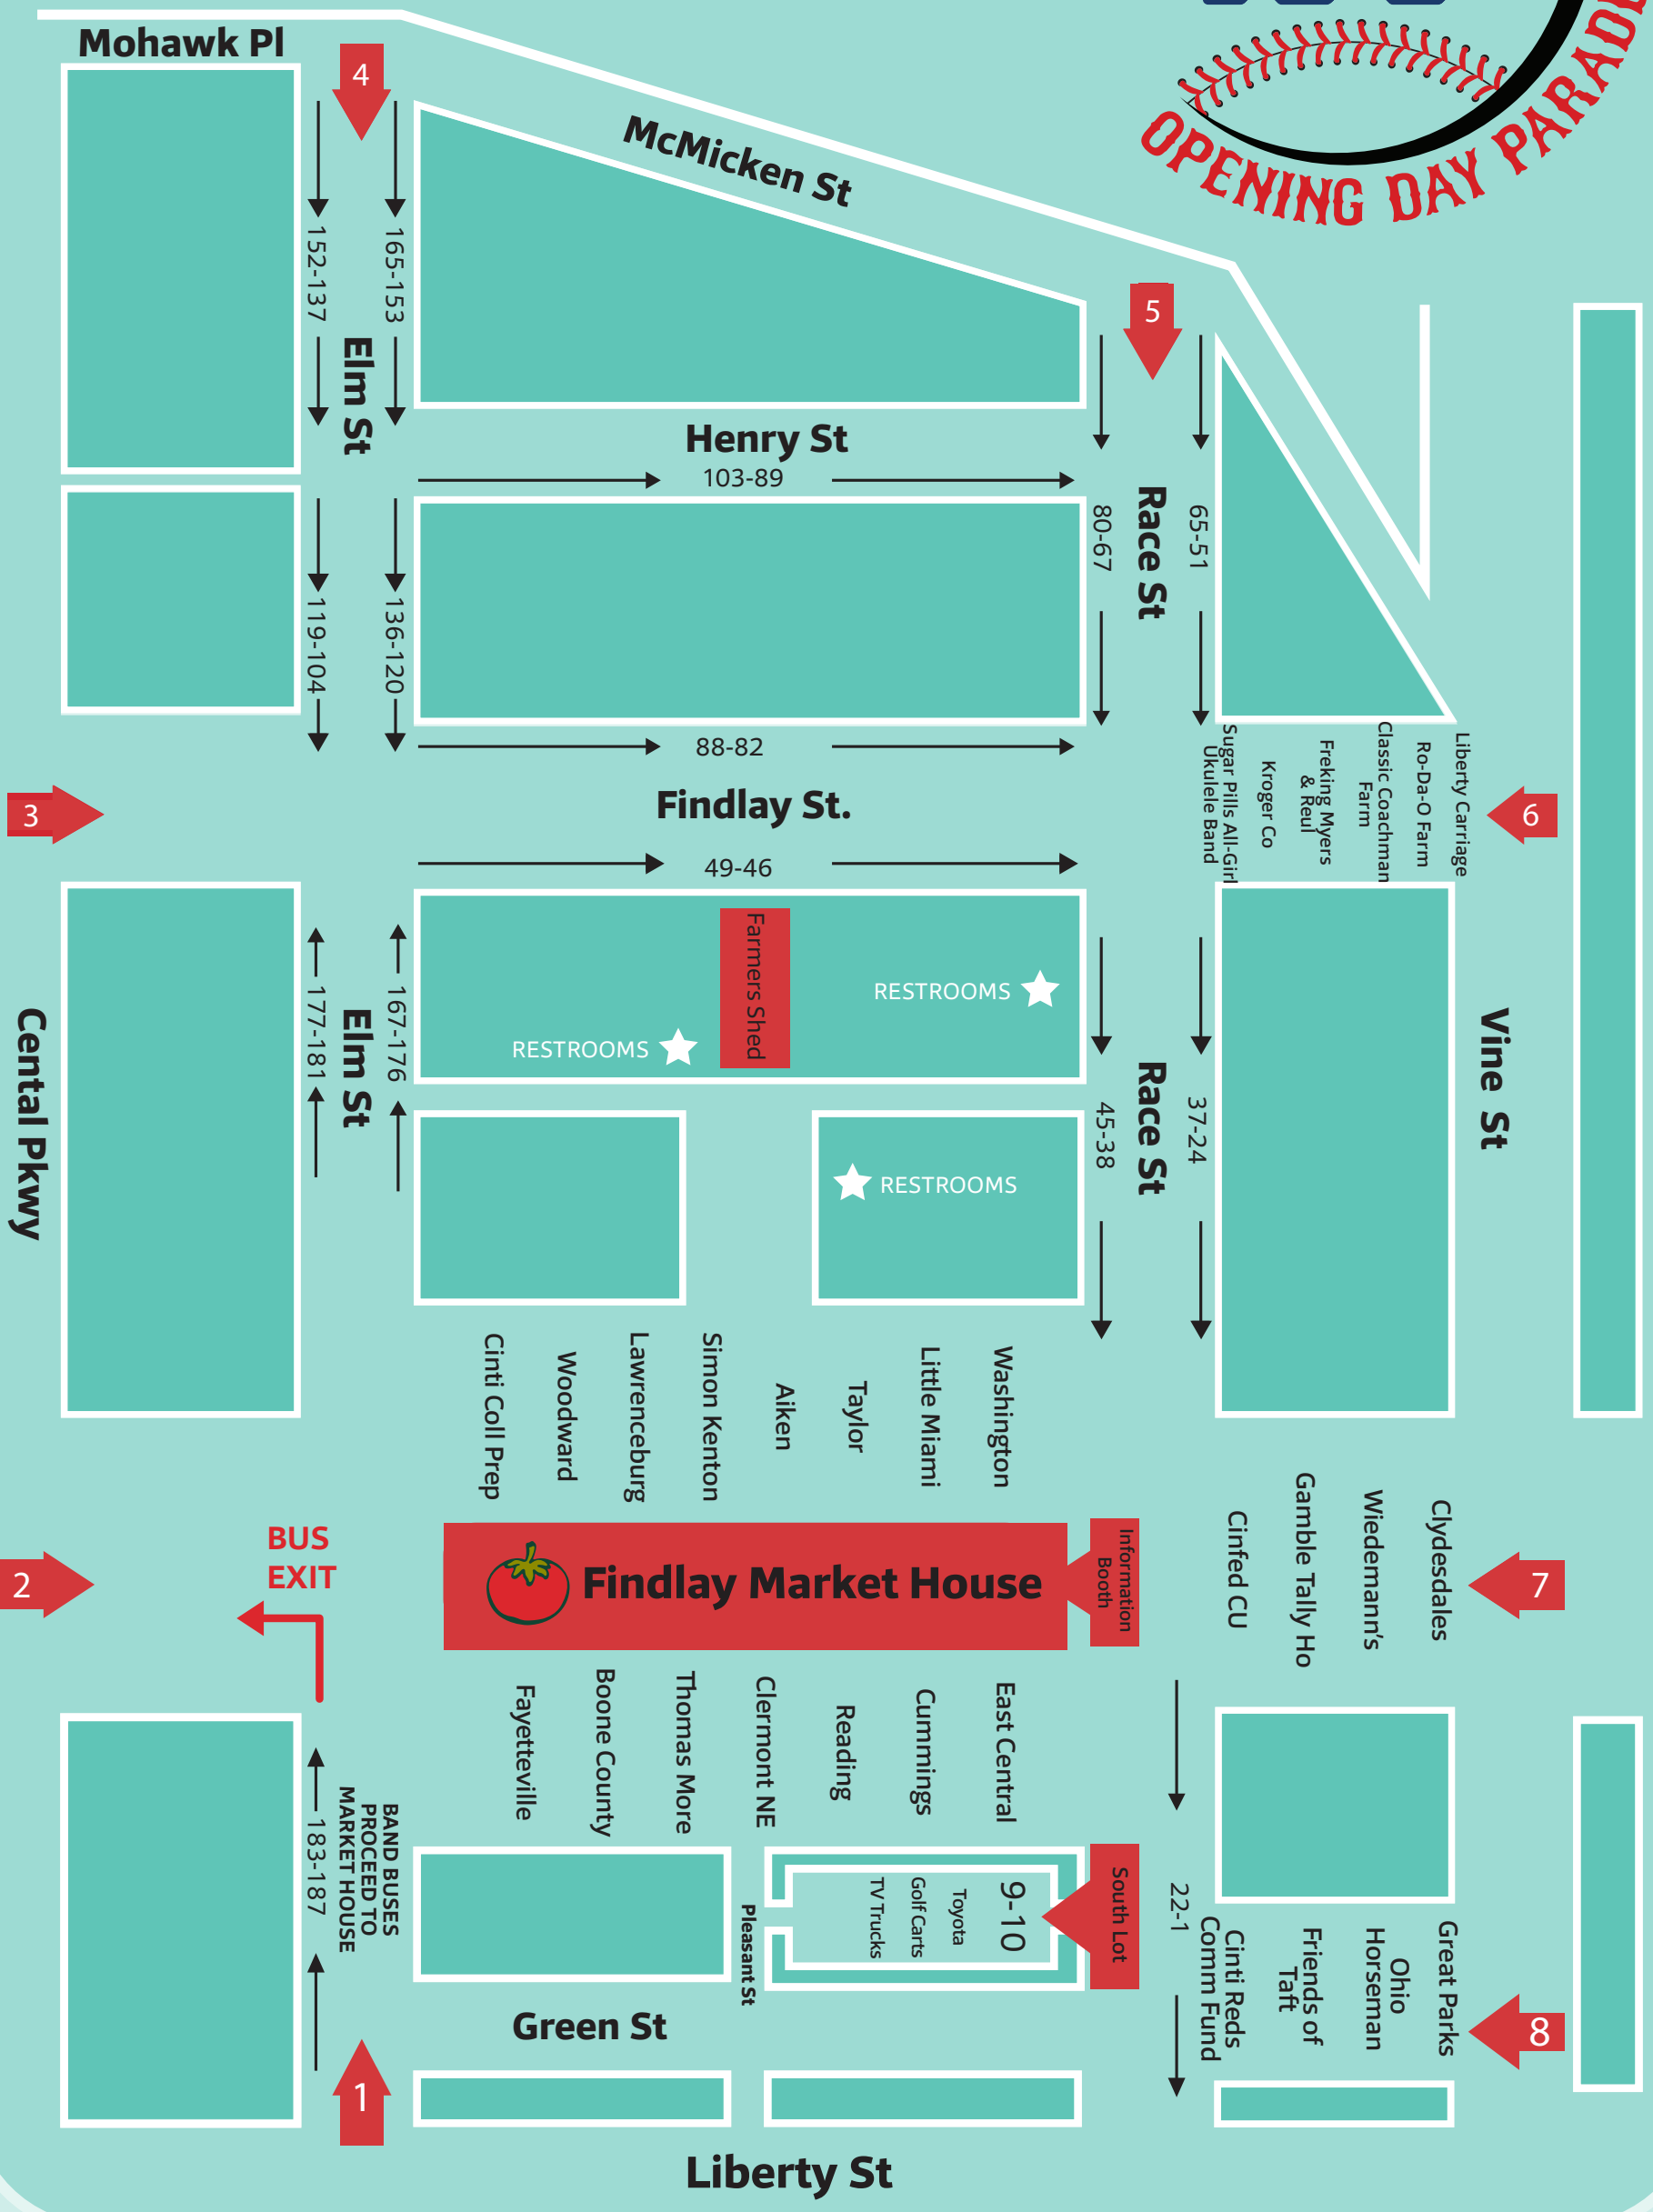 OPENING DAY PARAD
Mohawk Pl
4
McMicken St
152-137
165-153
Elm St
5
Henry St
103-89
80-67
Race St
65-51
119-104
136-120
88-82
Findlay St.
3
49-46
Sugar Pills All-Girl
Ukulele Band
Kroger Co
Freking Myers
& Reul
Classic Coachman
Farm
Ro-Da-O Farm
Liberty Carriage
6
Farmers Shed
RESTROOMS
RESTROOMS
RESTROOMS
Cental Pkwy
177-181
Elm St
167-176
45-38
Race St
37-24
Vine St
Cinti Coll Prep
Woodward
Lawrenceburg
Simon Kenton
Aiken
Taylor
Little Miami
Washington
2
BUS
EXIT
Findlay Market House
Information
Booth
Cinfed CU
Gamble Tally Ho
Wiedemann's
Clydesdales
7
Fayetteville
Boone County
Thomas More
Clermont NE
Reading
Cummings
East Central
183-187
BAND BUSES
PROCEED TO
MARKET HOUSE
Pleasant St
TV Trucks
Golf Carts
Toyota
9-10
South Lot
22-1
Cinti Reds
Comm Fund
Friends of
Taft
Ohio
Horseman
Great Parks
8
Green St
1
Liberty St